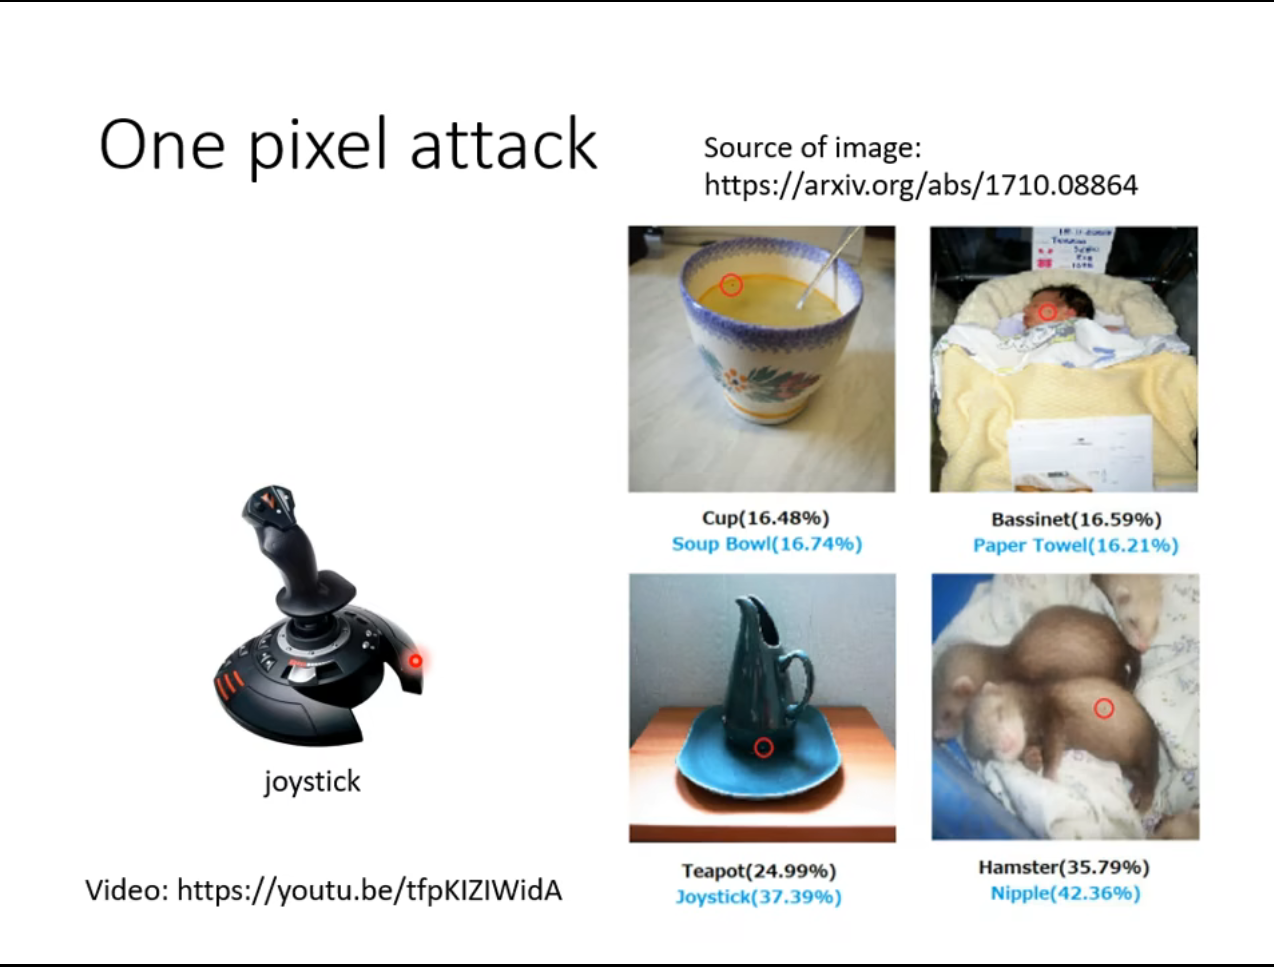 One pixel attack
Source of image:
https://arxiv.org/abs/1710.08864
Cup(16.48%)
Soup Bowl(16.74%)
Bassinet(16.59%)
Paper Towel(16.21%)
joystick
Teapot(24.99%)
Joystick(37.39%)
Hamster(35.79%)
Nipple(42.36%)
Video: https://youtu.be/tfpKIZIWidA